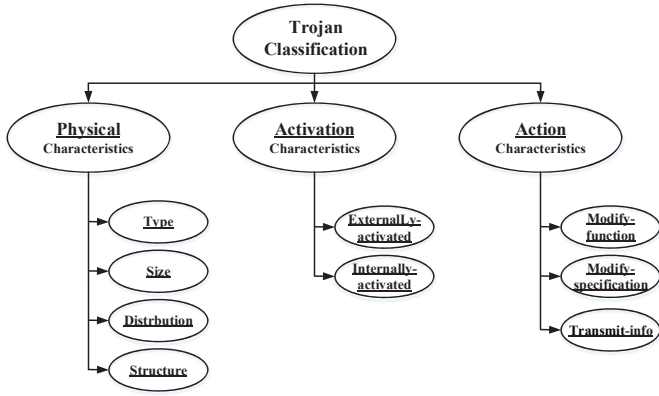 Trojan
Classification
Physical
Characteristics
Activation
Characteristics
Action
Characteristics
Type
Size
Distrbution
Structure
ExternalLy-
activated
Internally-
activated
Modify-
function
Modify-
specification
Transmit-info